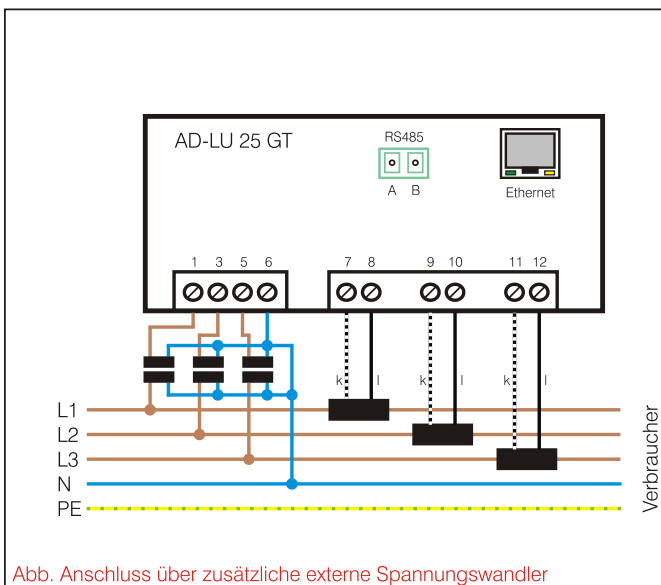 AD-LU 25 GT
RS485
A B
Ethernet
1 3 5 6 7 8 9 10 11 12
k l k l k l
L1
L2
L3
N
PE
Verbraucher
Abb. Anschluss über zusätzliche externe Spannungswandler